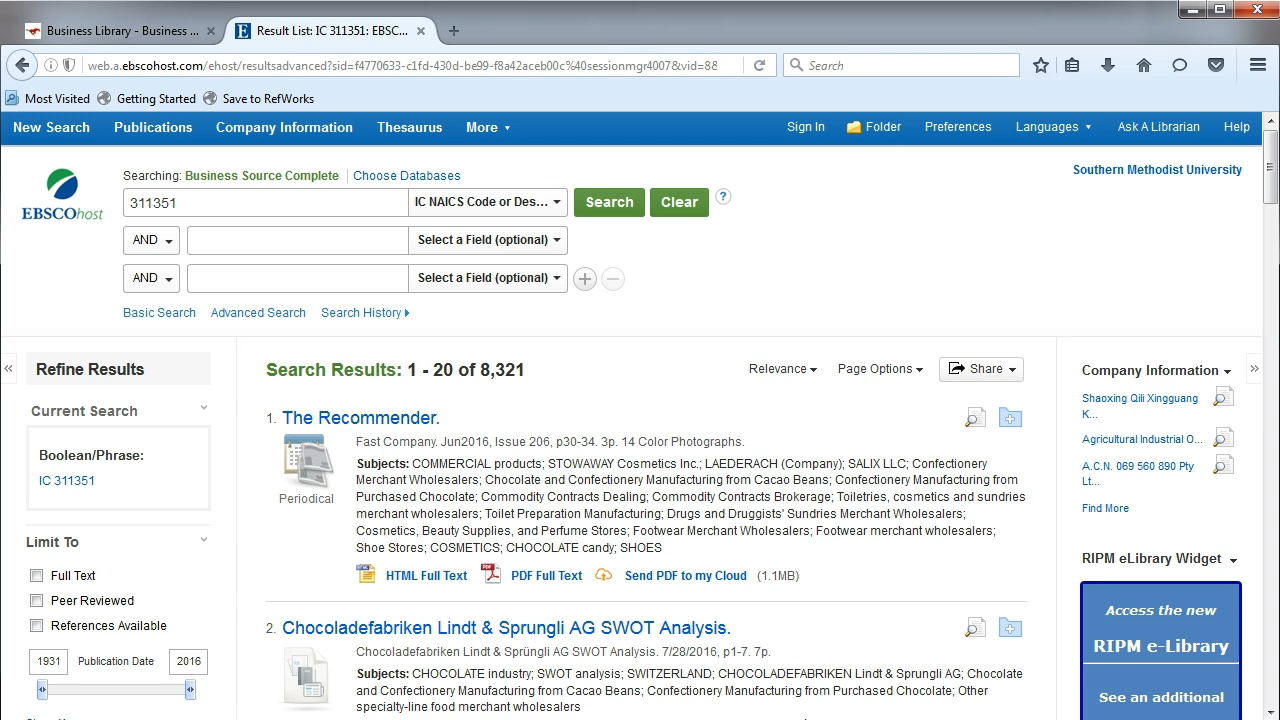 Business Library - Business ...
Result List: IC 311351: EBSC...
web.a.ebscohost.com/ehost/resultsadvanced?sid=f4770633-c1fd-430d-be99-f8a42aceb00c%40sessionmgr4007&vid=8&
Search
Most Visited
Getting Started
Save to RefWorks
New Search
Publications
Company Information
Thesaurus
More
Sign In
Folder
Preferences
Languages
Ask A Librarian
Help
Searching: Business Source Complete
Choose Databases
Southern Methodist University
EBSCOhost
311351
IC NAICS Code or Des...
Search
Clear
?
AND
Select a Field (optional)
AND
Select a Field (optional)
Basic Search
Advanced Search
Search History
Refine Results
Current Search
Boolean/Phrase:
IC 311351
Limit To
Full Text
Peer Reviewed
References Available
1931
Publication Date
2016
Search Results: 1 - 20 of 8,321
Relevance
Page Options
Share
1. The Recommender.
Periodical
Fast Company. Jun2016, Issue 206, p30-34. 3p. 14 Color Photographs.
Subjects: COMMERCIAL products; STOWAWAY Cosmetics Inc.; LAEDERACH (Company); SALIX LLC; Confectionery
Merchant Wholesalers; Chocolate and Confectionery Manufacturing from Cacao Beans; Confectionery Manufacturing from
Purchased Chocolate; Commodity Contracts Dealing; Commodity Contracts Brokerage; Toiletries, cosmetics and sundries
merchant wholesalers; Toilet Preparation Manufacturing; Drugs and Druggists' Sundries Merchant Wholesalers;
Cosmetics, Beauty Supplies, and Perfume Stores; Footwear Merchant Wholesalers; Footwear merchant wholesalers;
Shoe Stores; COSMETICS; CHOCOLATE candy; SHOES
HTML Full Text
PDF Full Text
Send PDF to my Cloud (1.1MB)
2. Chocoladefabriken Lindt & Sprungli AG SWOT Analysis.
Chocoladefabriken Lindt & Sprüngli AG SWOT Analysis. 7/28/2016, p1-7. 7p.
Subjects: CHOCOLATE industry; SWOT analysis; SWITZERLAND; CHOCOLADEFABRIKEN Lindt & Sprungli AG; Chocolate
and Confectionery Manufacturing from Cacao Beans; Confectionery Manufacturing from Purchased Chocolate; Other
specialty-line food merchant wholesalers
Company Information
Shaoxing Qili Xingguang
K...
Agricultural Industrial O...
A.C.N. 069 560 890 Pty
Lt...
Find More
RIPM eLibrary Widget
Access the new
RIPM e-Library
See an additional